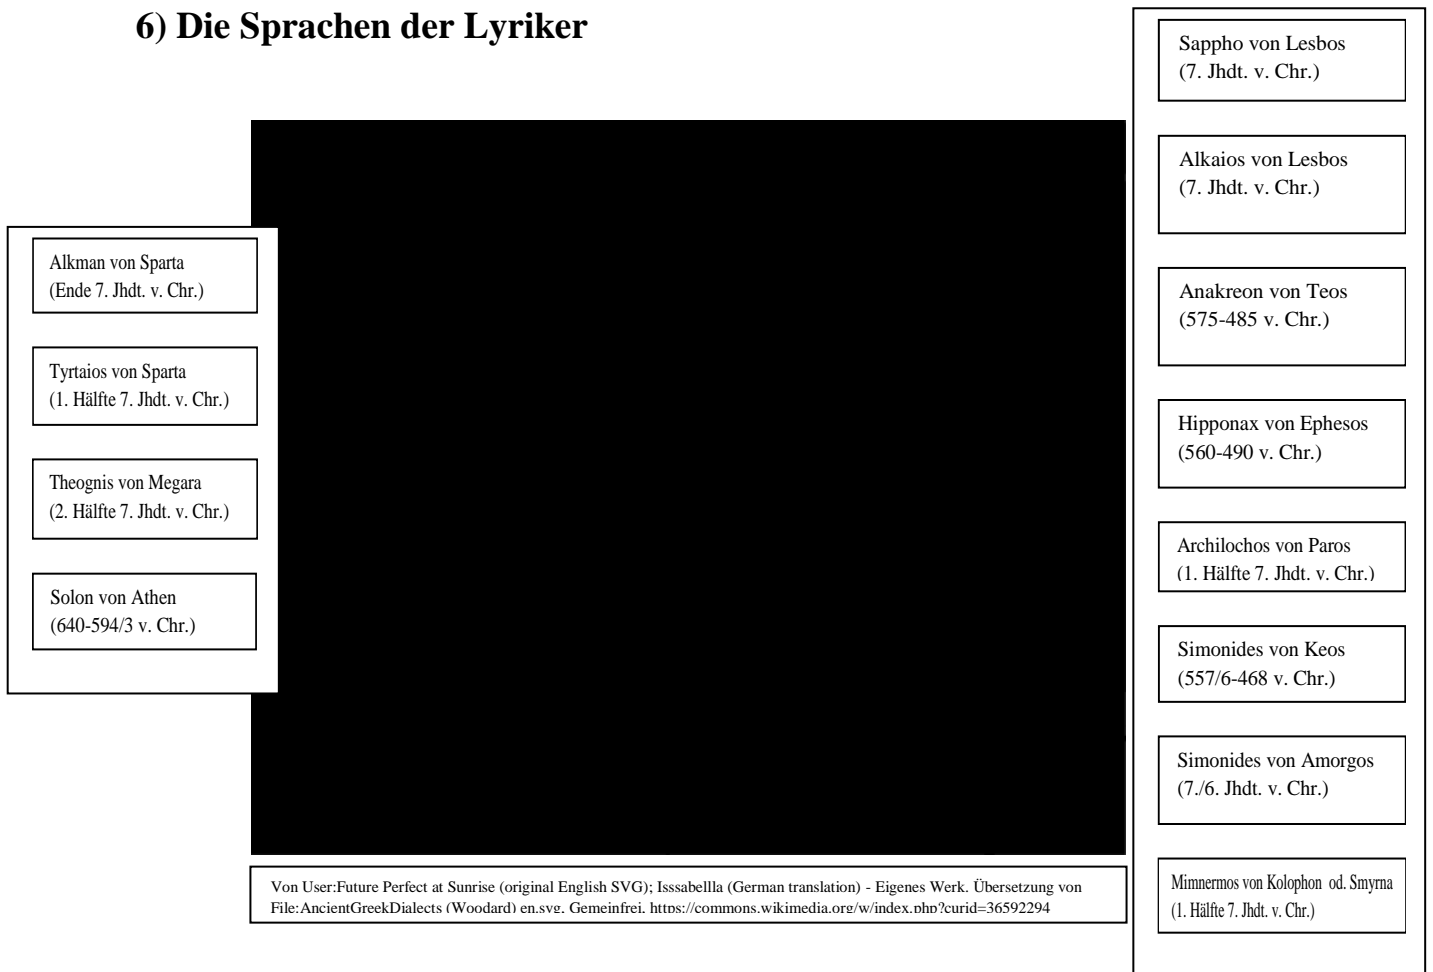 6) Die Sprachen der Lyriker
Alkman von Sparta
(Ende 7. Jhdt. v. Chr.)
Tyrtaios von Sparta
(1. Hälfte 7. Jhdt. v. Chr.)
Theognis von Megara
(2. Hälfte 7. Jhdt. v. Chr.)
Solon von Athen
(640-594/3 v. Chr.)
Sappho von Lesbos
(7. Jhdt. v. Chr.)
Alkaios von Lesbos
(7. Jhdt. v. Chr.)
Anakreon von Teos
(575-485 v. Chr.)
Hipponax von Ephesos
(560-490 v. Chr.)
Archilochos von Paros
(1. Hälfte 7. Jhdt. v. Chr.)
Simonides von Keos
(557/6-468 v. Chr.)
Simonides von Amorgos
(7./6. Jhdt. v. Chr.)
Mimnermos von Kolophon od. Smyrna
(1. Hälfte 7. Jhdt. v. Chr.)
Von User:Future Perfect at Sunrise (original English SVG); Isssabellla (German translation) - Eigenes Werk. Übersetzung von
File:AncientGreekDialects (Woodard) en.svg, Gemeinfrei, https://commons.wikimedia.org/w/index.php?curid=36592294